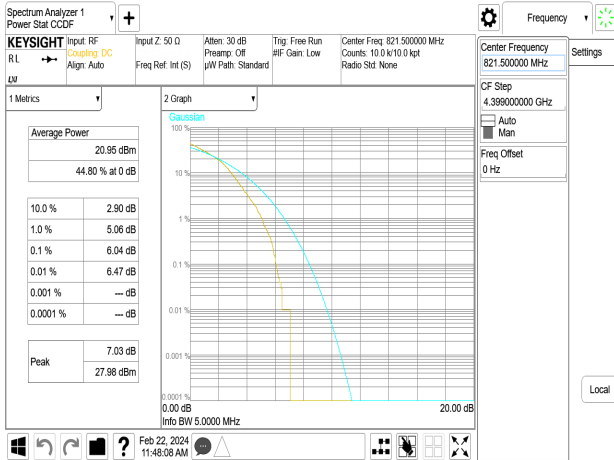 Spectrum Analyzer 1
Power Stat CCDF
▼
+
Frequency ▼
KEYSIGHT
RL
Input: RF
Coupling: DC
Align: Auto
Input Z: 50 Ω
Freq Ref: Int (S)
Atten: 30 dB
Preamp: Off
µW Path: Standard
Trig: Free Run
#IF Gain: Low
Center Freq: 821.500000 MHz
Counts: 10.0 k/10.0 kpt
Radio Std: None
LXI
1 Metrics ▼
Average Power
20.95 dBm
44.80 % at 0 dB
10.0 % 2.90 dB
1.0 % 5.06 dB
0.1 % 6.04 dB
0.01 % 6.47 dB
0.001 % --- dB
0.0001 % --- dB
Peak
7.03 dB
27.98 dBm
2 Graph ▼
Gaussian
100 %
10 %
1 %
0.1 %
0.01 %
0.001 %
0.0001 %
0.00 dB 20.00 dB
Info BW 5.0000 MHz
Center Frequency
821.500000 MHz
CF Step
4.399000000 GHz
Auto
Man
Freq Offset
0 Hz
Settings
Local
?
Feb 22, 2024
11:48:08 AM